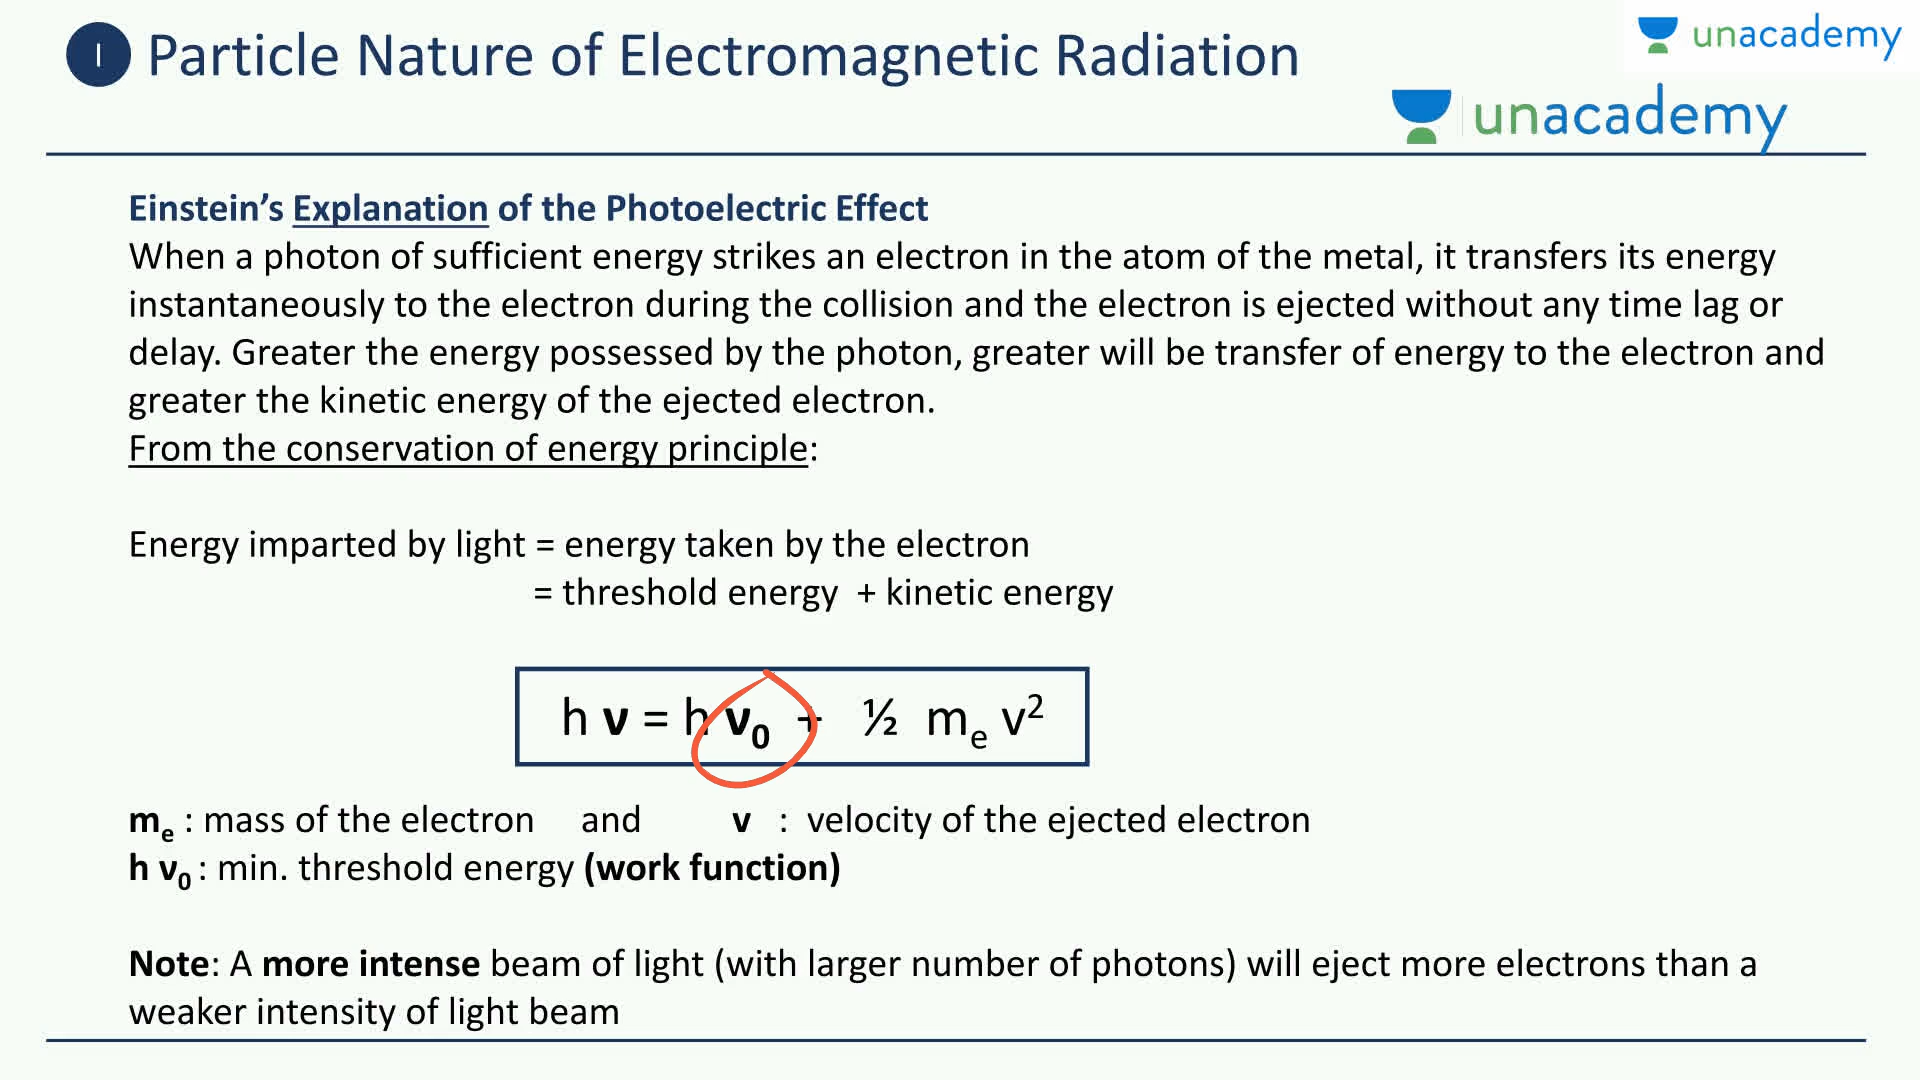 I Particle Nature of Electromagnetic Radiation
unacademy
unacademy
Einstein’s Explanation of the Photoelectric Effect
When a photon of sufficient energy strikes an electron in the atom of the metal, it transfers its energy
instantaneously to the electron during the collision and the electron is ejected without any time lag or
delay. Greater the energy possessed by the photon, greater will be transfer of energy to the electron and
greater the kinetic energy of the ejected electron.
From the conservation of energy principle:
Energy imparted by light = energy taken by the electron
= threshold energy + kinetic energy
h ν = h ν₀ + ½ mₑ v²
mₑ : mass of the electron and v : velocity of the ejected electron
h ν₀ : min. threshold energy (work function)
Note: A more intense beam of light (with larger number of photons) will eject more electrons than a
weaker intensity of light beam